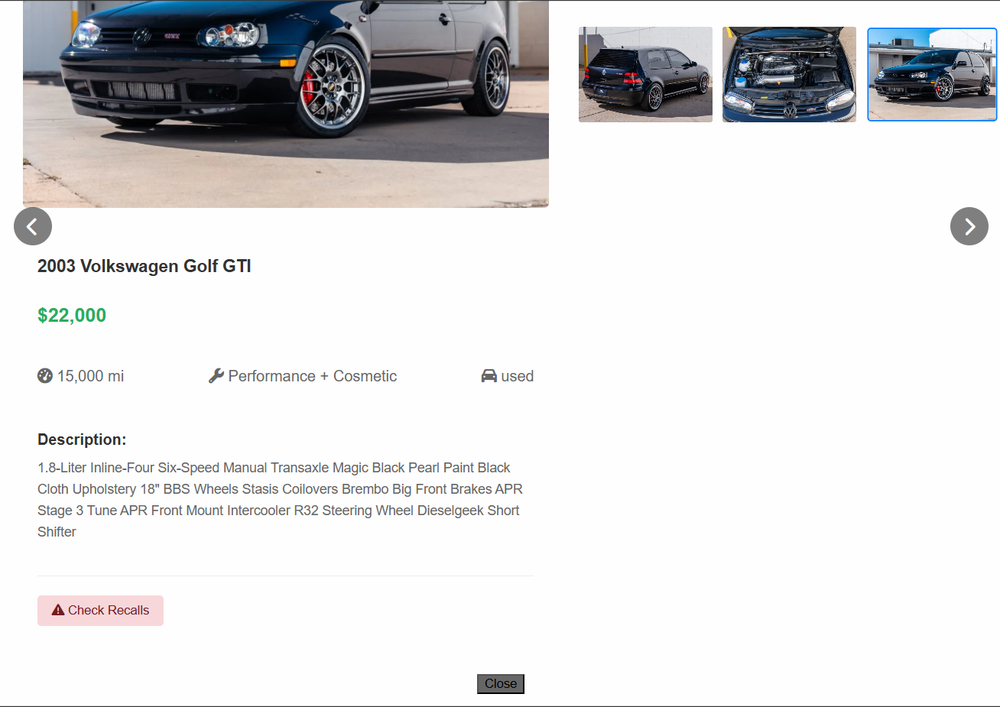 2003 Volkswagen Golf GTI
$22,000
15,000 mi
Performance + Cosmetic
used
Description:
1.8-Liter Inline-Four Six-Speed Manual Transaxle Magic Black Pearl Paint Black
Cloth Upholstery 18" BBS Wheels Stasis Coilovers Brembo Big Front Brakes APR
Stage 3 Tune APR Front Mount Intercooler R32 Steering Wheel Dieselgeek Short
Shifter
Check Recalls
Close